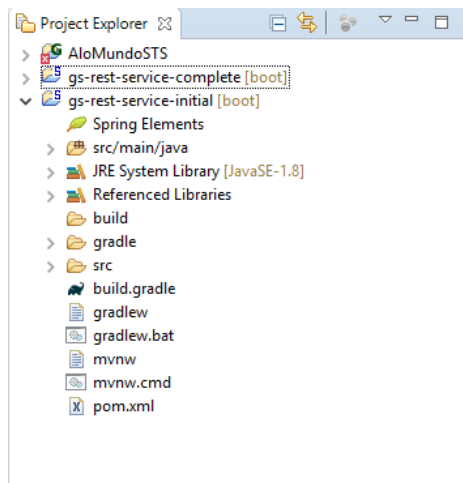 Project Explorer
AloMundoSTS
gs-rest-service-complete [boot]
gs-rest-service-initial [boot]
Spring Elements
src/main/java
JRE System Library [JavaSE-1.8]
Referenced Libraries
build
gradle
src
build.gradle
gradlew
gradlew.bat
mvnw
mvnw.cmd
pom.xml